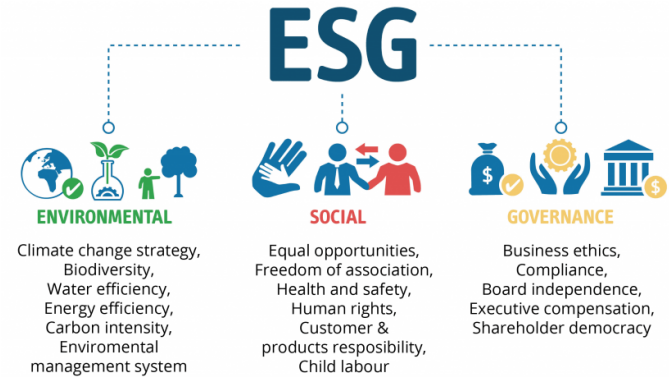 ESG
ENVIRONMENTAL
Climate change strategy,
Biodiversity,
Water efficiency,
Energy efficiency,
Carbon intensity,
Enviromental
management system
SOCIAL
Equal opportunities,
Freedom of association,
Health and safety,
Human rights,
Customer &
products resposibility,
Child labour
GOVERNANCE
Business ethics,
Compliance,
Board independence,
Executive compensation,
Shareholder democracy
$
$